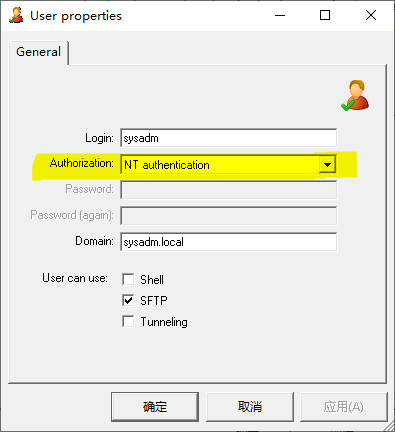 User properties
General
Login: sysadm
Authorization: NT authentication
Password:
Password (again):
Domain: sysadm.local
User can use: Shell
SFTP
Tunneling
确定 取消 应用(A)